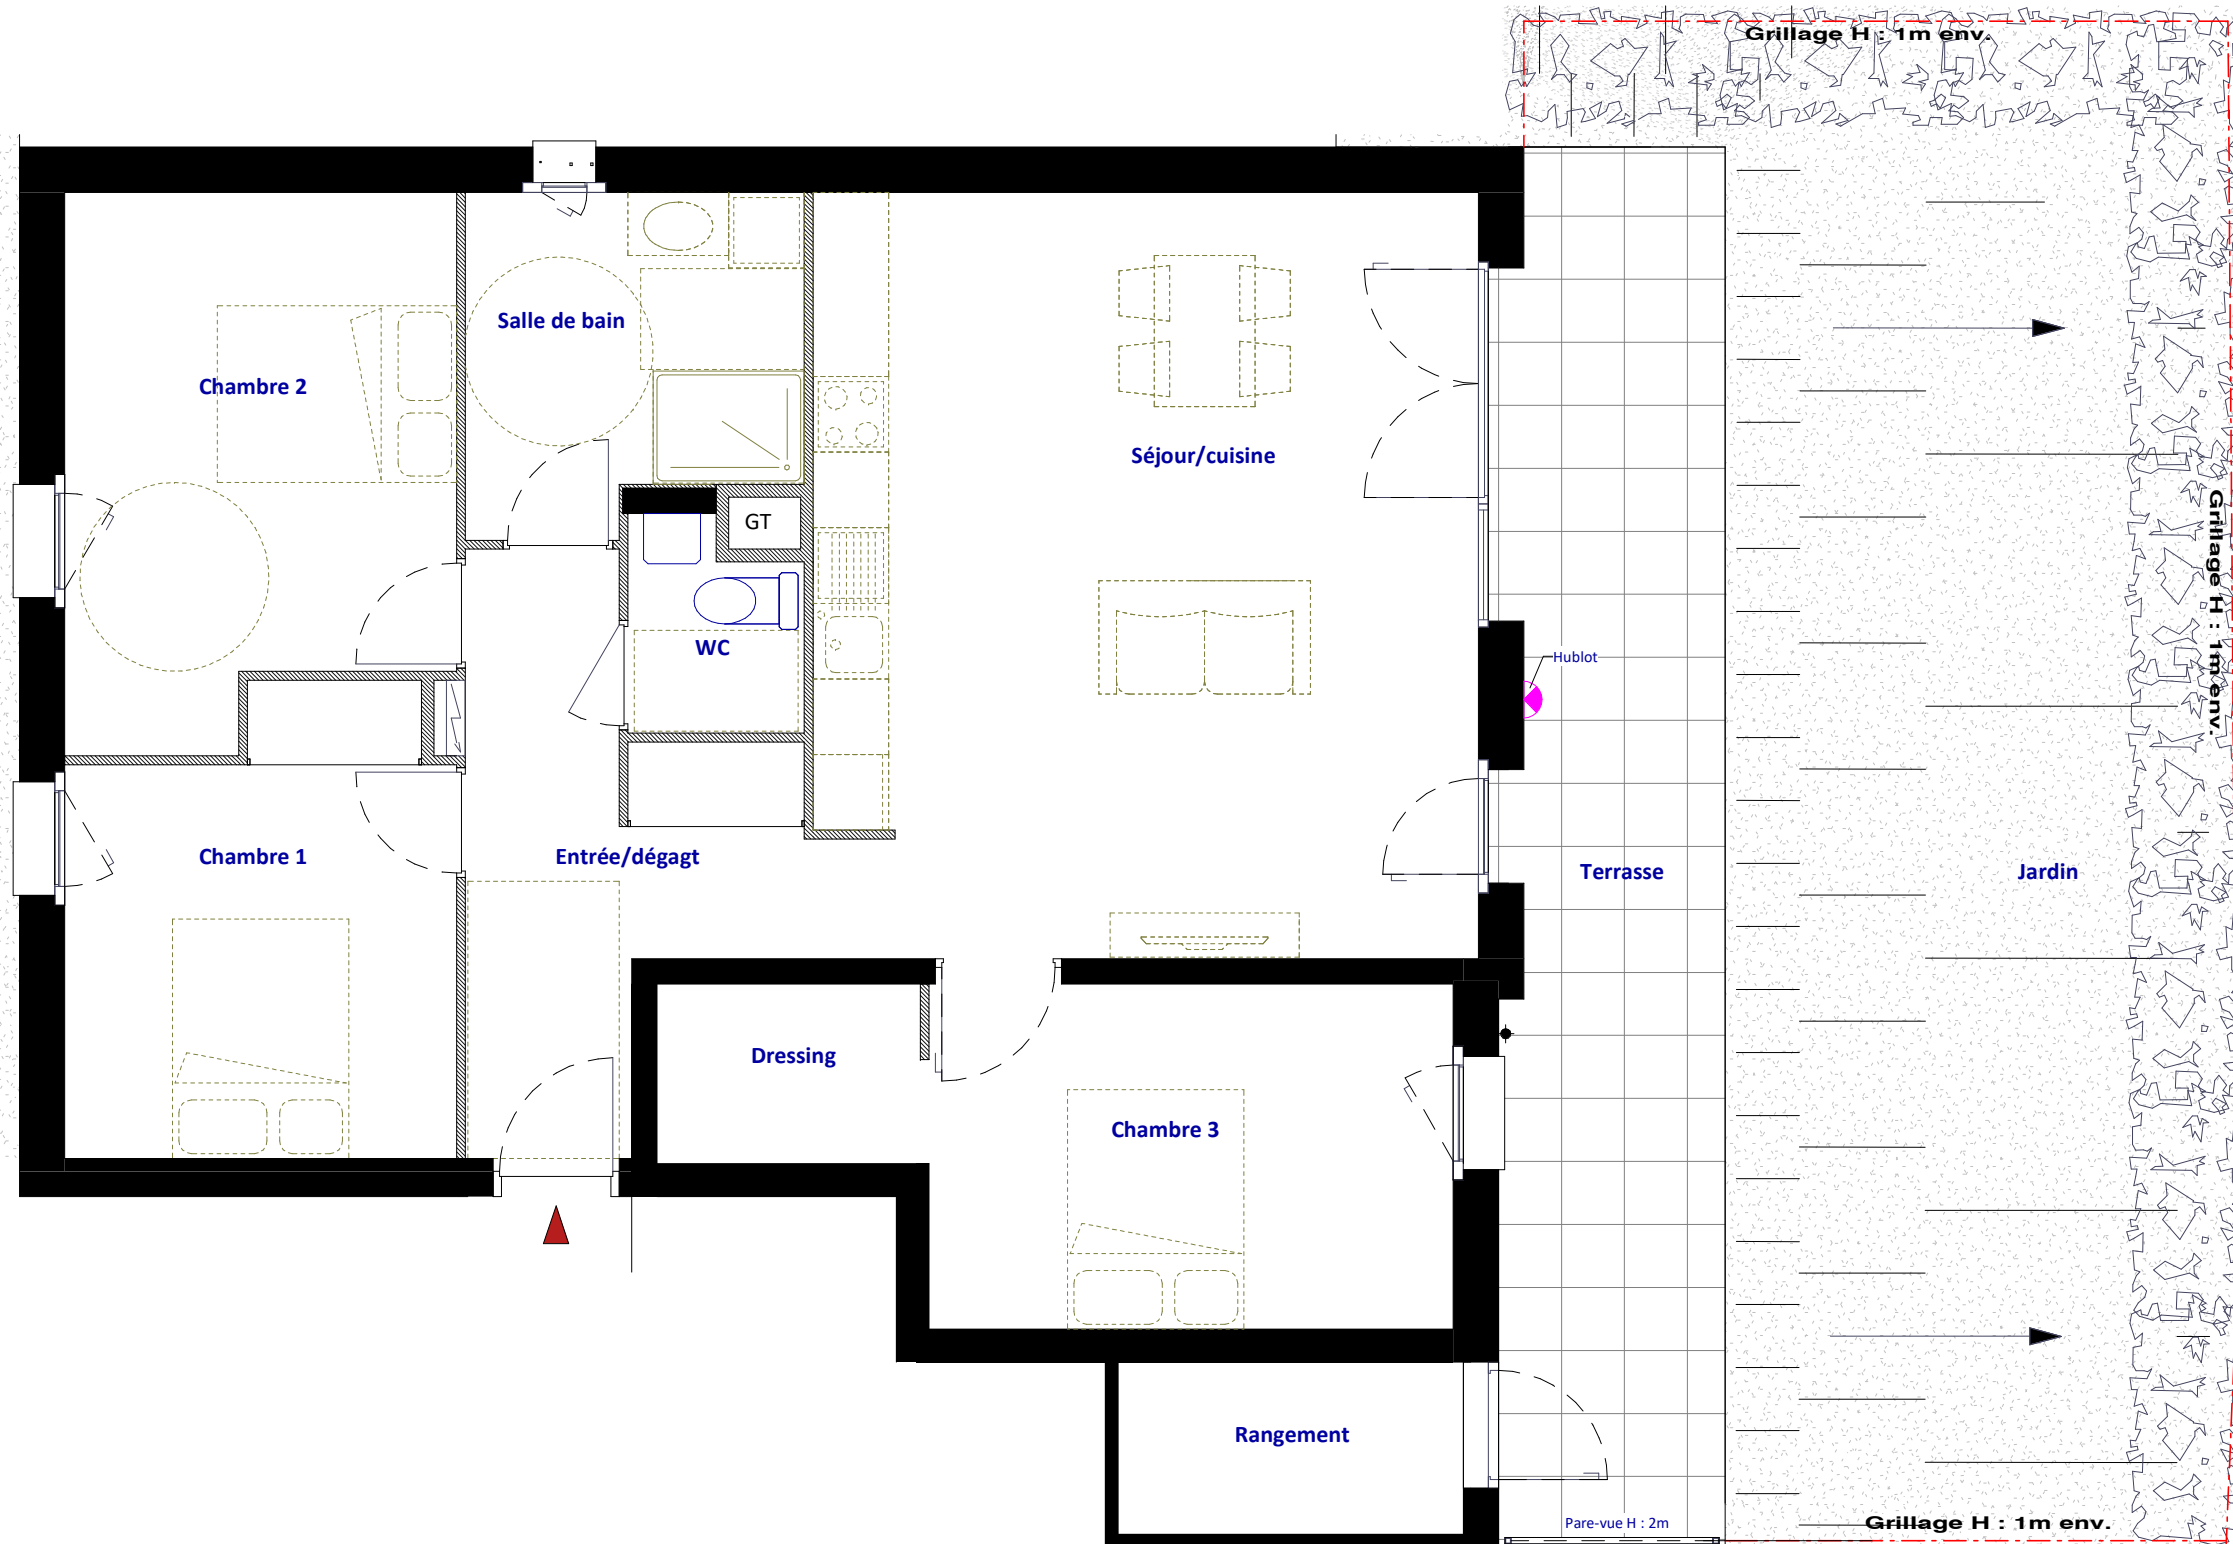 Grillage H : 1m env.
Salle de bain
Chambre 2
Séjour/cuisine
GT
Grillage H : 1m env.
WC
Hublot
Chambre 1
Entrée/dégagt
Terrasse
Jardin
Dressing
Chambre 3
Rangement
Pare-vue H : 2m
Grillage H : 1m env.